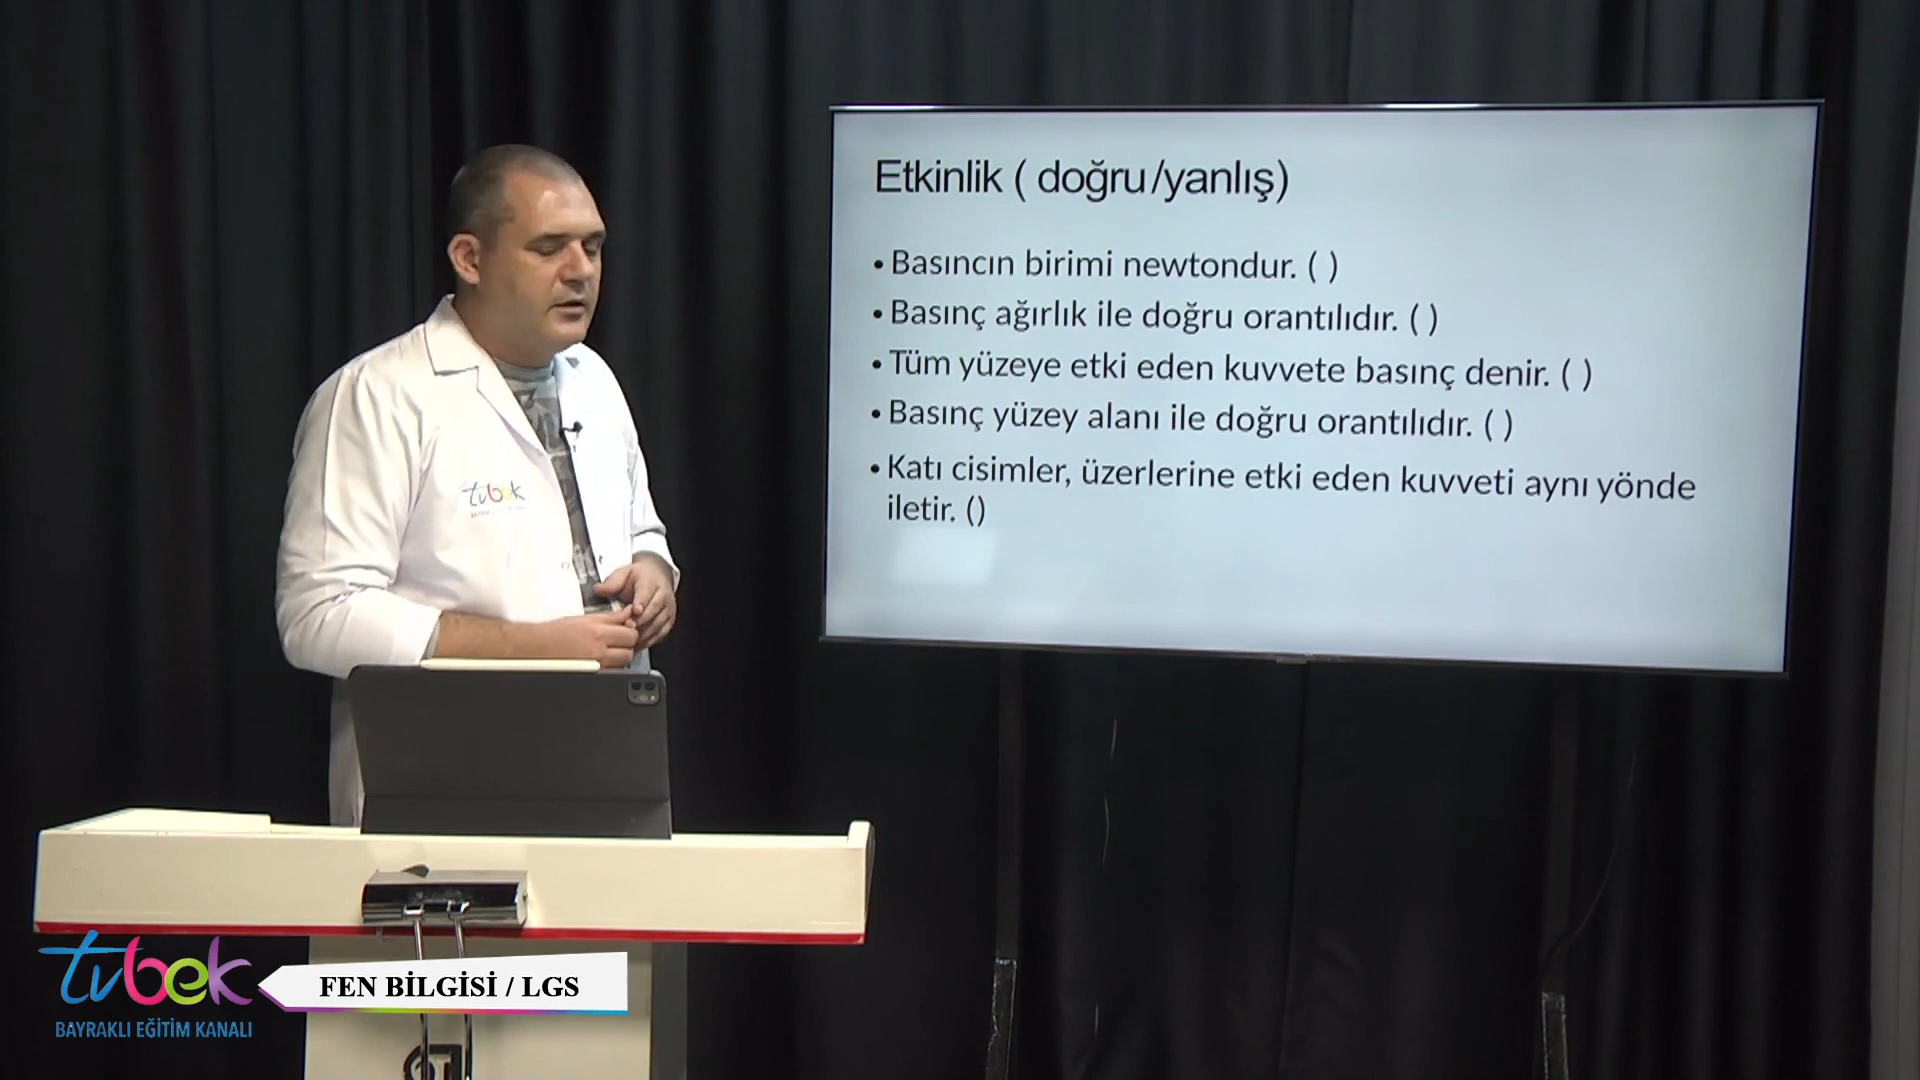 Etkinlik ( doğru/yanlış)
• Basıncın birimi newtondur. ( )
• Basınç ağırlık ile doğru orantılıdır. ( )
• Tüm yüzeye etki eden kuvvete basınç denir. ( )
• Basınç yüzey alanı ile doğru orantılıdır. ( )
• Katı cisimler, üzerlerine etki eden kuvveti aynı yönde
iletir. ()
tvbek
tvbek
BAYRAKLI EĞİTİM KANALI
FEN BİLGİSİ / LGS